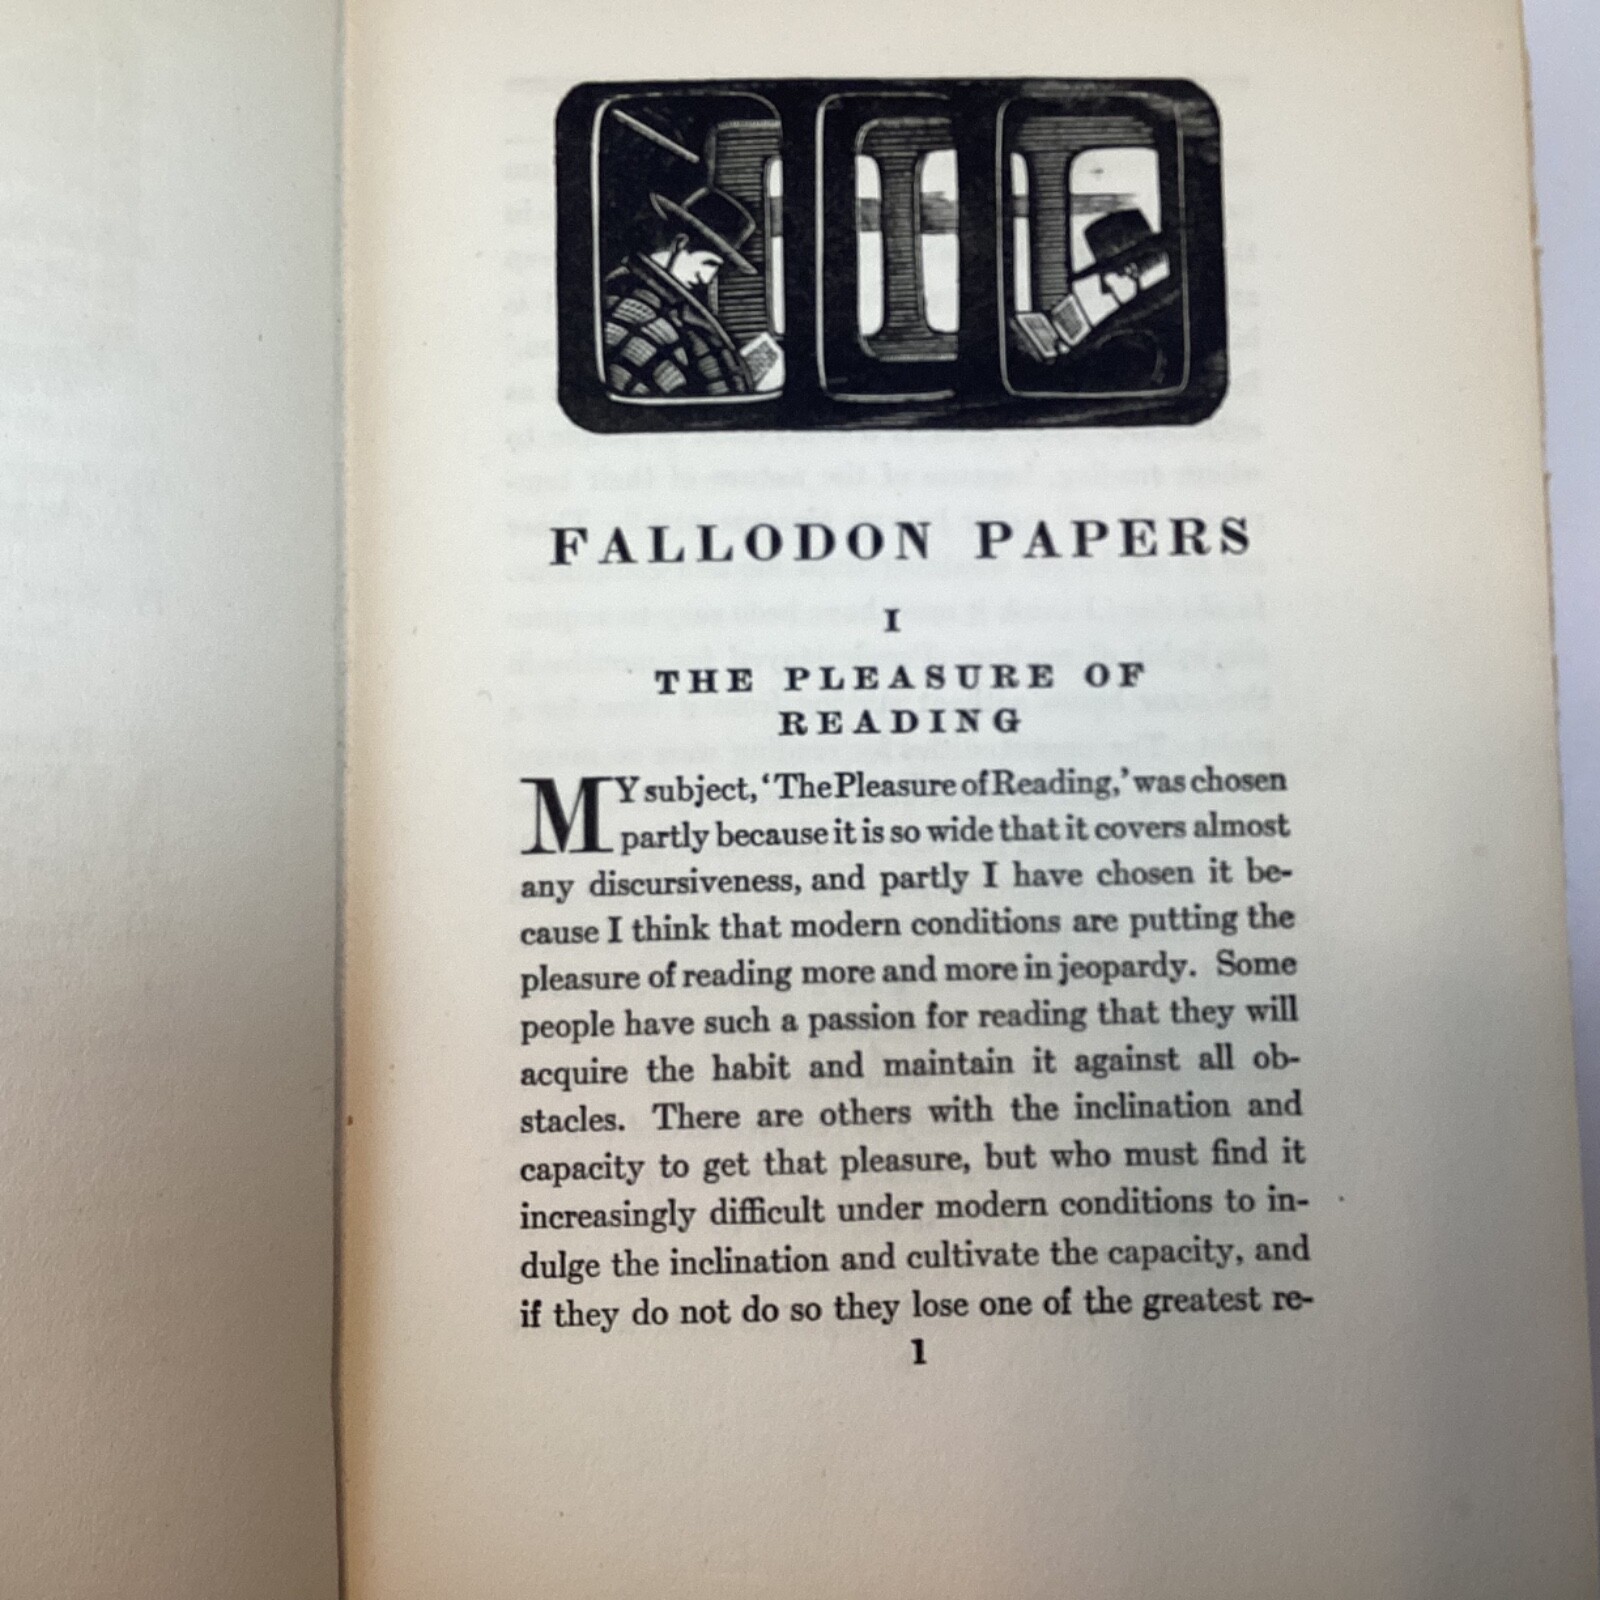 FALLODON PAPERS
I
THE PLEASURE OF
READING
MY subject, 'The Pleasure of Reading,' was chosen
partly because it is so wide that it covers almost
any discursiveness, and partly I have chosen it be-
cause I think that modern conditions are putting the
pleasure of reading more and more in jeopardy. Some
people have such a passion for reading that they will
acquire the habit and maintain it against all ob-
stacles. There are others with the inclination and
capacity to get that pleasure, but who must find it
increasingly difficult under modern conditions to in-
dulge the inclination and cultivate the capacity, and
if they do not do so they lose one of the greatest re-
1